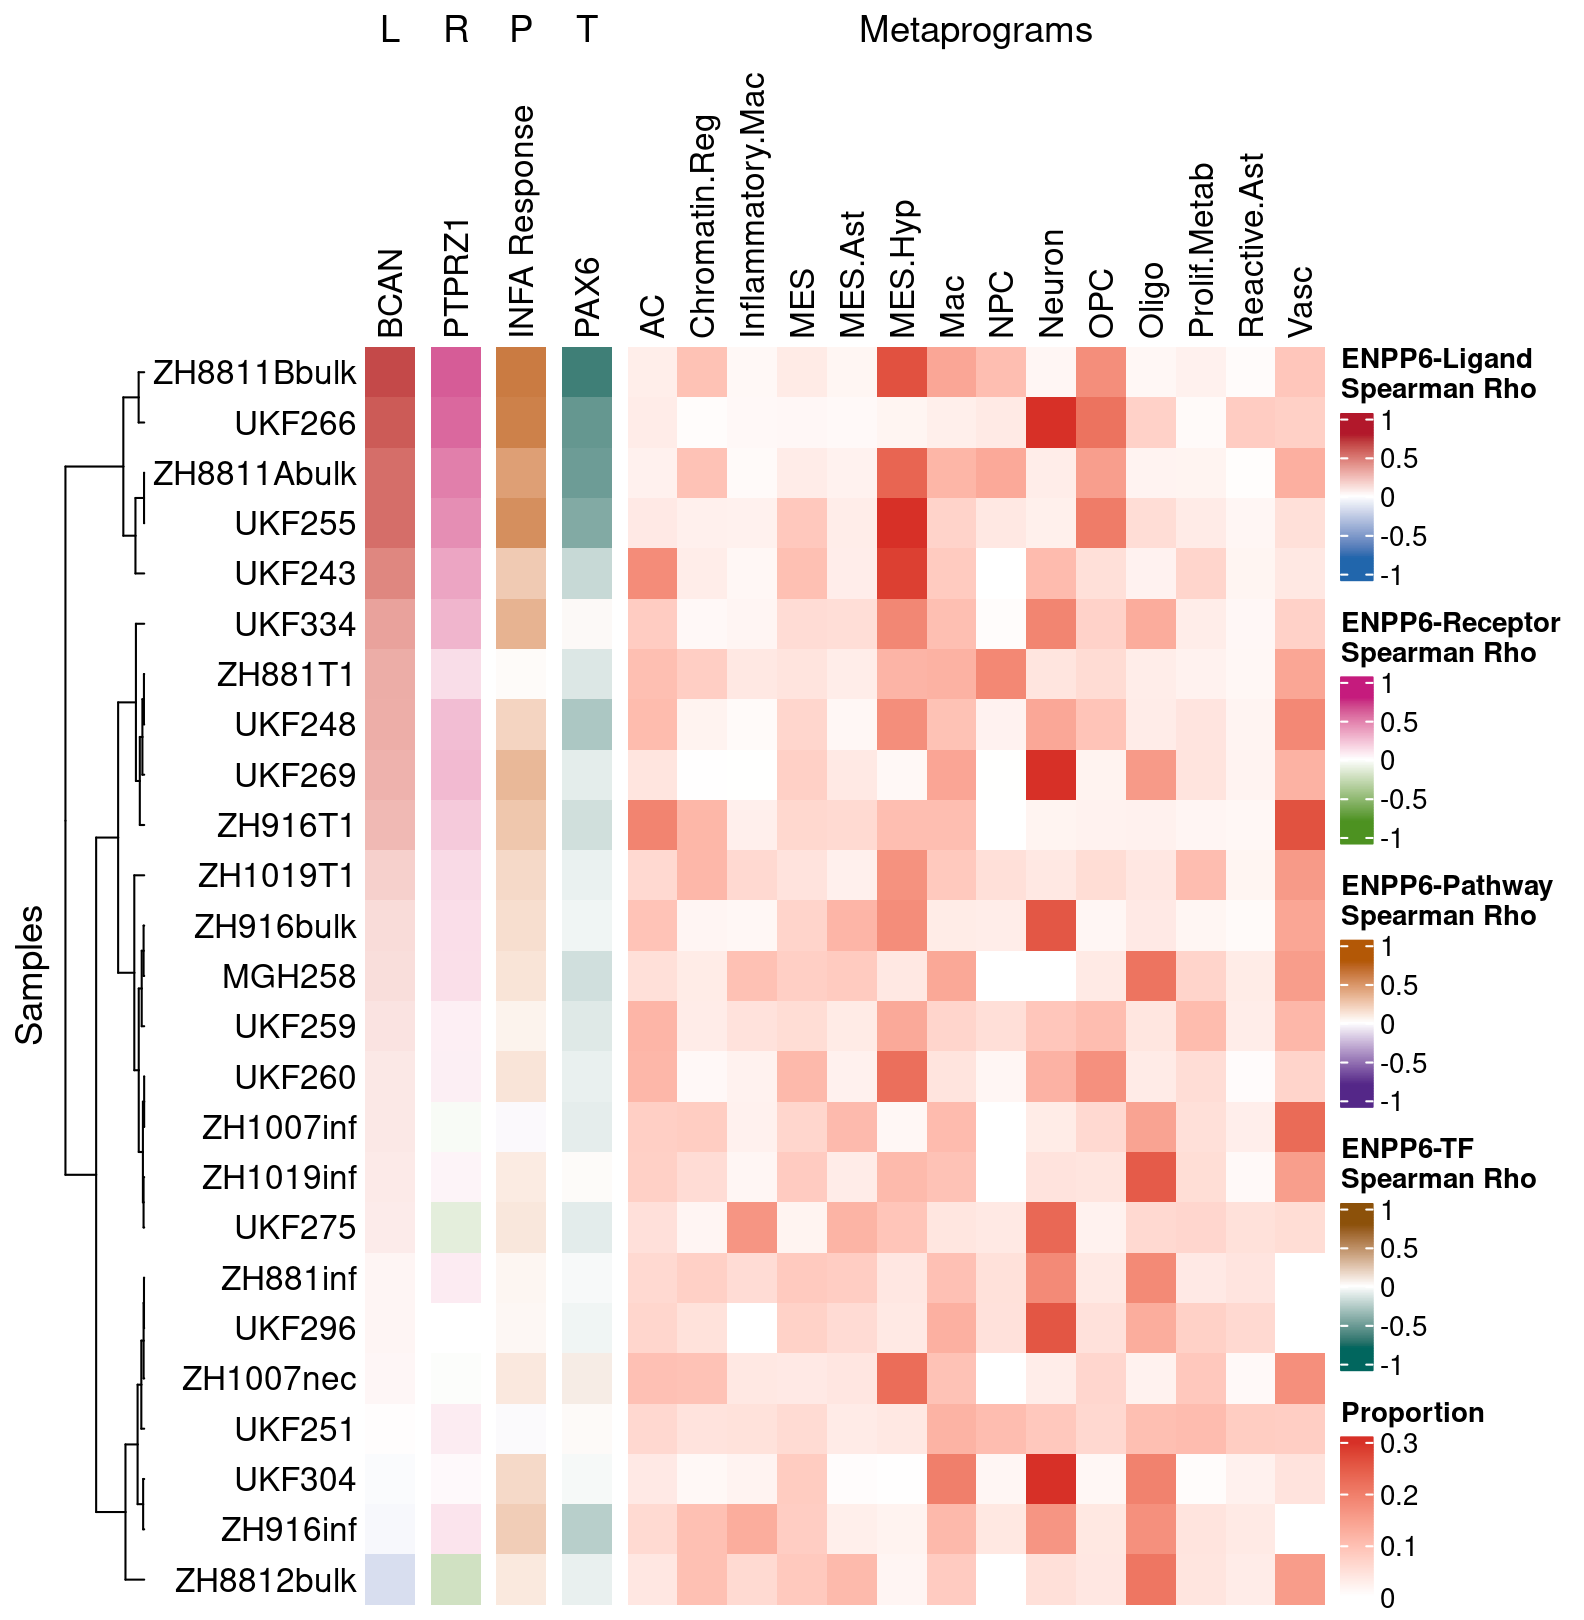 L R P T Metaprograms
BCAN PTPRZ1 INFA Response PAX6 AC Chromatin.Reg Inflammatory.Mac MES MES.Ast MES.Hyp Mac NPC Neuron OPC Oligo Prolif.Metab Reactive.Ast Vasc
Samples
ZH8811Bbulk
UKF266
ZH8811Abulk
UKF255
UKF243
UKF334
ZH881T1
UKF248
UKF269
ZH916T1
ZH1019T1
ZH916bulk
MGH258
UKF259
UKF260
ZH1007inf
ZH1019inf
UKF275
ZH881inf
UKF296
ZH1007nec
UKF251
UKF304
ZH916inf
ZH8812bulk
ENPP6-Ligand
Spearman Rho
1
0.5
0
-0.5
-1
ENPP6-Receptor
Spearman Rho
1
0.5
0
-0.5
-1
ENPP6-Pathway
Spearman Rho
1
0.5
0
-0.5
-1
ENPP6-TF
Spearman Rho
1
0.5
0
-0.5
-1
Proportion
0.3
0.2
0.1
0